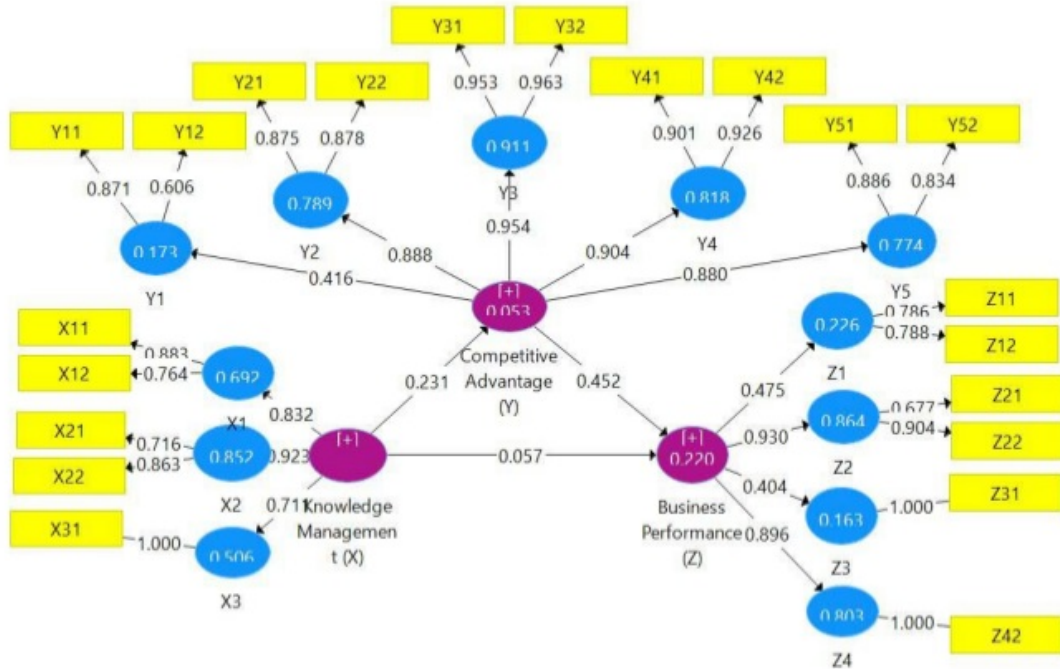 Y31 Y32
Y21 Y22
Y41 Y42
0.953 0.963
Y11 Y12
Y51 Y52
0.875 0.878
0.901 0.926
0.911
0.871 0.606
0.886 0.834
Y3
0.789
0.818
0.954
Y2
Y4
0.173
0.774
0.888
0.904
0.416
0.880
Y1
Y5
[+]
0.053
Z11
0.786
X11
0.226
0.788
Z12
0.883
Competitive
Advantage
(Y)
X12
0.764
0.692
Z1
0.231
0.452
0.475
Z21
0.677
X1
0.832
X21
0.864
0.904
0.716
[+]
[+]
0.930
Z22
0.852
0.923
0.057
0.220
X22
0.863
Z2
0.404
Z31
X2
0.711
Knowledge
Managemen
t (X)
Business
Performance
(Z)
0.163
1.000
X31
1.000
0.896
0.506
Z3
X3
0.803
1.000
Z42
Z4